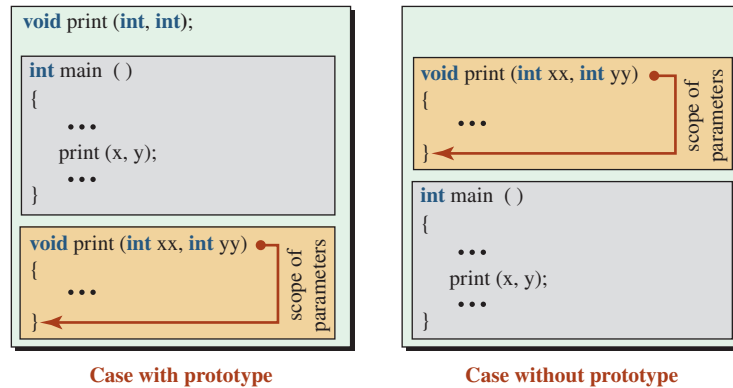 void print (int, int);
int main ( )
{
•••
print (x, y);
•••
}
void print (int xx, int yy)
{
•••
}
scope of
parameters
Case with prototype
void print (int xx, int yy)
{
•••
}
scope of
parameters
int main ( )
{
•••
print (x, y);
•••
}
Case without prototype